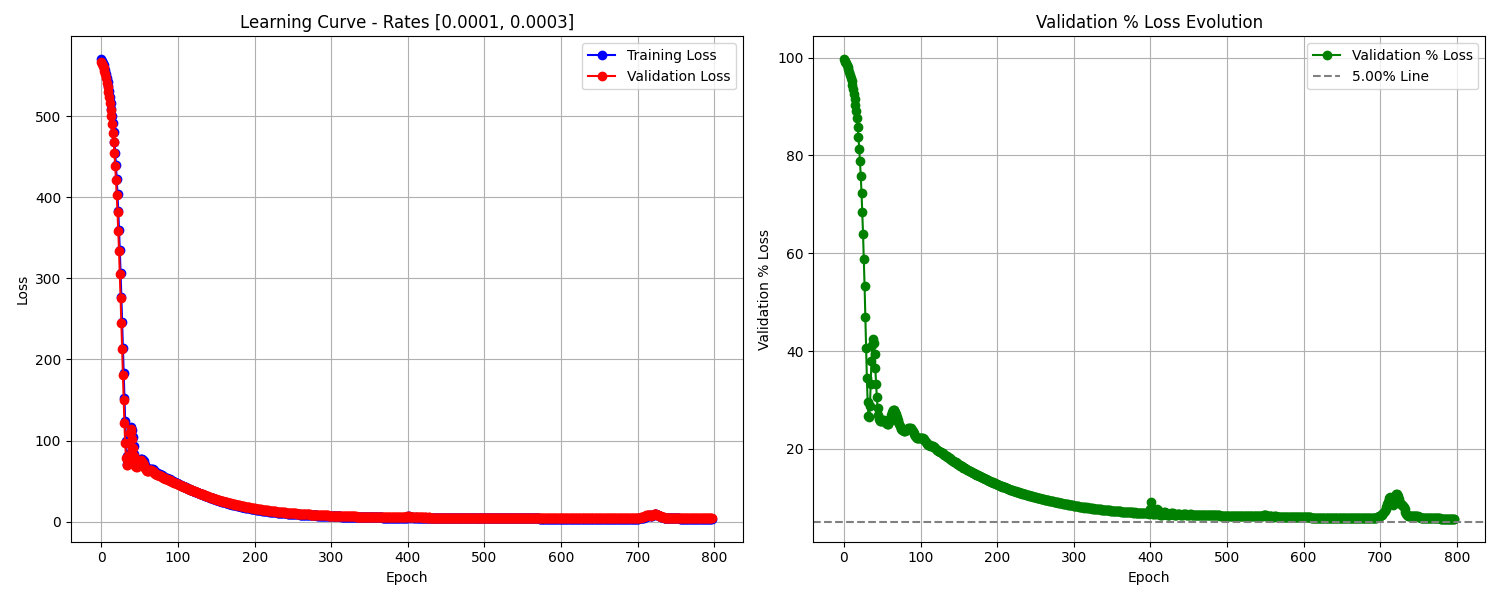 Learning Curve - Rates [0.0001, 0.0003]
Training Loss
Validation Loss
Loss
500
400
300
200
100
0
0 100 200 300 400 500 600 700 800
Epoch
Validation % Loss Evolution
Validation % Loss
5.00% Line
Validation % Loss
100
80
60
40
20
0 100 200 300 400 500 600 700 800
Epoch